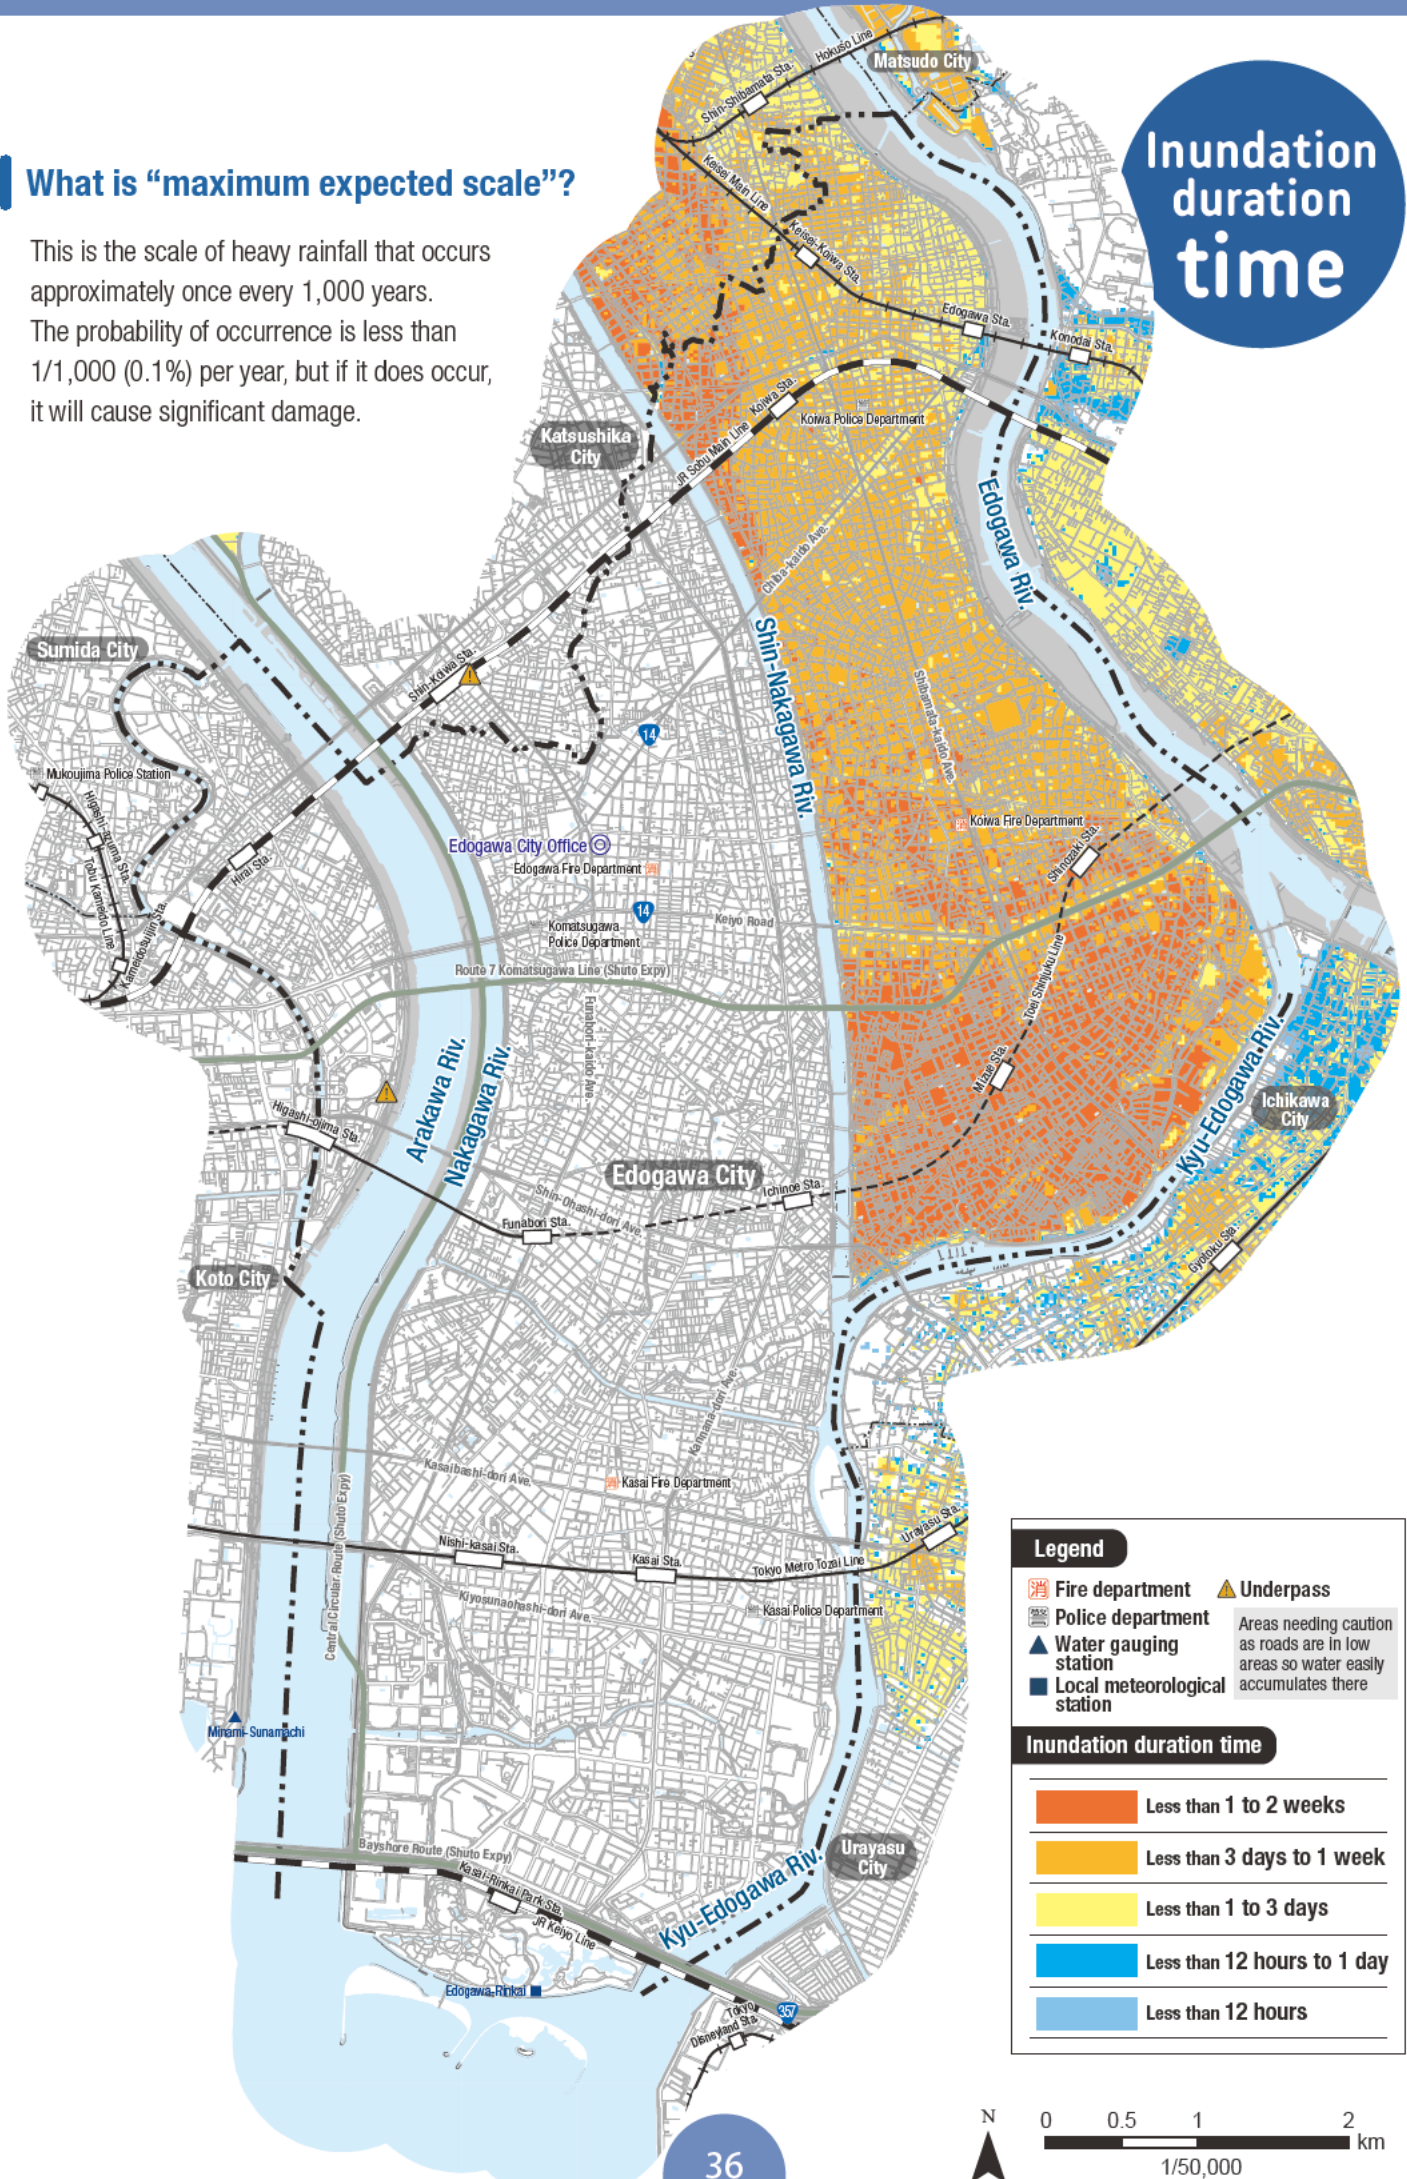 Inundation
duration
time
What is “maximum expected scale”?
This is the scale of heavy rainfall that occurs
approximately once every 1,000 years.
The probability of occurrence is less than
1/1,000 (0.1%) per year, but if it does occur,
it will cause significant damage.
Matsudo City
Hokuso Line
Shin-Shibamata Sta.
Keisei Main Line
Keisei-Koiwa Sta.
Edogawa Sta.
Konodai Sta.
Koiwa Sta.
Koiwa Police Department
JR Sobu Main Line
Katsushika
City
Edogawa Riv.
Chiba-kaido Ave.
Shin-Nakagawa Riv.
Shibamata-kaido Ave.
Sumida City
Shin-Koiwa Sta.
14
Mukoujima Police Station
Higashi-azuma Sta.
Tobu Kameido Line
Kameidosuijin Sta.
Hirai Sta.
Edogawa City Office
Edogawa Fire Department
消
消
Koiwa Fire Department
Shinozaki Sta.
14
Komatsugawa
Police Department
Keiyo Road
Route 7 Komatsugawa Line (Shuto Expy)
Funabori-kaido Ave.
Toei Shinjuku Line
Mizue Sta.
Arakawa Riv.
Nakagawa Riv.
Kyu-Edogawa Riv.
Ichikawa
City
Higashi-ojima Sta.
Edogawa City
Ichinoe Sta.
Shin-Ohashi-dori Ave.
Funabori Sta.
Gyotoku Sta.
Koto City
Kannana-dori Ave.
Kasaibashi-dori Ave.
消
Kasai Fire Department
Central Circular Route (Shuto Expy)
Nishi-kasai Sta.
Kasai Sta.
Tokyo Metro Tozai Line
Urayasu Sta.
Kiyosunaohashi-dori Ave.
Kasai Police Department
Minami-Sunamachi
Bayshore Route (Shuto Expy)
Kasai-Rinkai Park Sta.
JR Keiyo Line
Kyu-Edogawa Riv.
Urayasu
City
Edogawa-Rinkai
357
Tokyo
Disneyland Sta.
Legend
消 Fire department
Underpass
警 Police department
Water gauging
station
Local meteorological
station
Areas needing caution
as roads are in low
areas so water easily
accumulates there
Inundation duration time
Less than 1 to 2 weeks
Less than 3 days to 1 week
Less than 1 to 3 days
Less than 12 hours to 1 day
Less than 12 hours
N
0 0.5 1 2
km
1/50,000
36